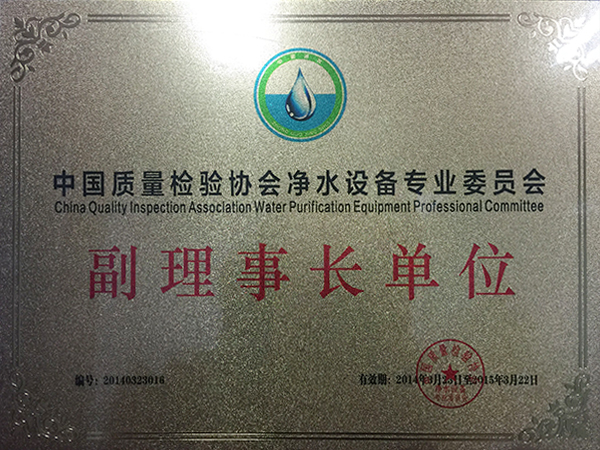 中国质量检验协会净水设备专业委员会
China Quality Inspection Association Water Purification Equipment Professional Committee
副理事长单位
编号：20140323016
有效期：2014年3月23日至2015年3月22日